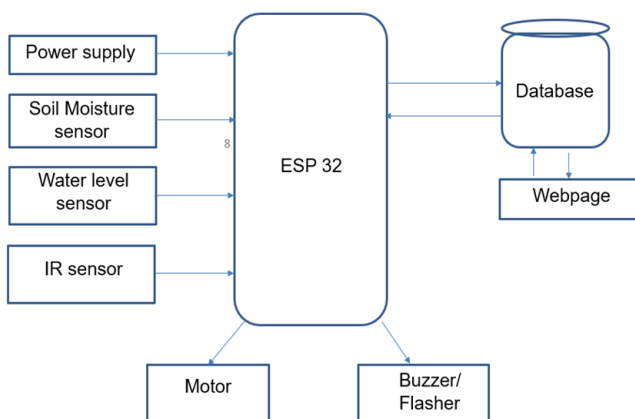 Power supply
Soil Moisture
sensor
8
Water level
sensor
IR sensor
ESP 32
Database
Webpage
Motor
Buzzer/
Flasher